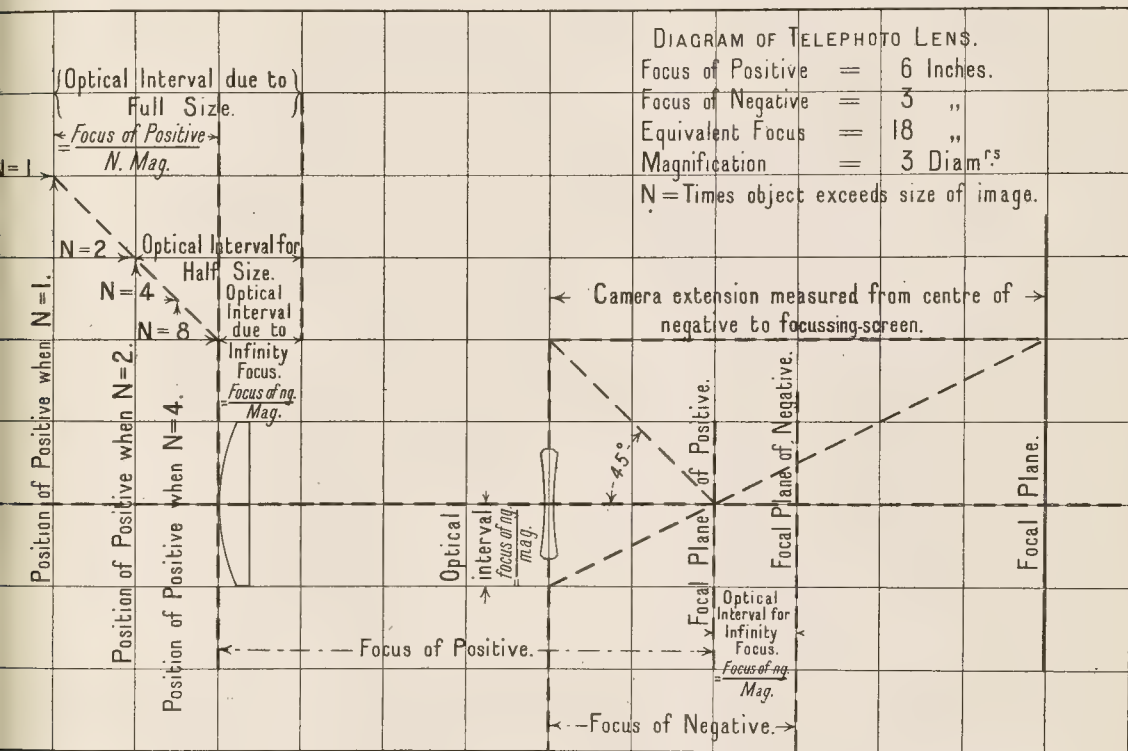 DIAGRAM OF TELEPHOTO LENS.
Focus of Positive = 6 Inches.
Focus of Negative = 3 „
Equivalent Focus = 18 „
Magnification = 3 Diamrs.
N = Times object exceeds size of image.
Optical Interval due to
Full Size.
= Focus of Positive
N. Mag.
N=1
N=2
Optical Interval for
Half Size.
N=4
N=8
Optical
Interval
due to
Infinity
Focus.
= Focus of ng.
Mag.
Position of Positive when N=1.
Position of Positive when N=2.
Position of Positive when N=4.
Camera extension measured from centre of
negative to focussing-screen.
45°
Optical
interval
= focus of ng.
mag.
Focal Plane of Positive.
Focal Plane of Negative.
Focal Plane.
Optical
Interval for
Infinity
Focus.
= Focus of ng.
Mag.
Focus of Positive.
Focus of Negative.